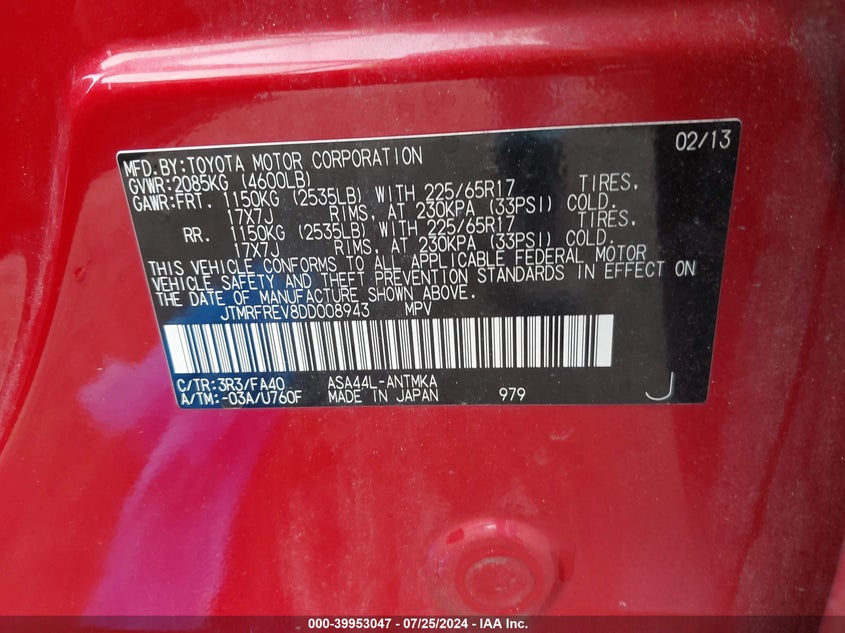 02/13
MFD.BY:TOYOTA MOTOR CORPORATION
GVWR:2085KG (4600LB)
GAWR:FRT. 1150KG (2535LB) WITH 225/65R17 TIRES,
17X7J RIMS, AT 230KPA (33PSI) COLD.
RR. 1150KG (2535LB) WITH 225/65R17 TIRES,
17X7J RIMS, AT 230KPA (33PSI) COLD.
THIS VEHICLE CONFORMS TO ALL APPLICABLE FEDERAL MOTOR
VEHICLE SAFETY AND THEFT PREVENTION STANDARDS IN EFFECT ON
THE DATE OF MANUFACTURE SHOWN ABOVE.
JTMRFREV8DD008943 MPV
C/TR:3R3/FA40 ASA44L-ANTMKA
A/TM:-03A/U760F MADE IN JAPAN 979 J
000-39953047 - 07/25/2024 - IAA Inc.